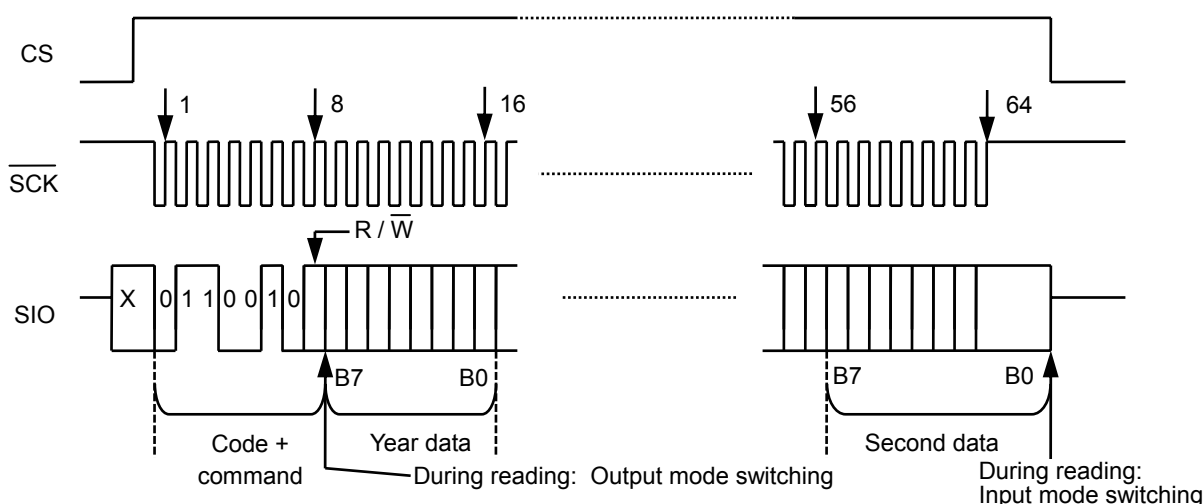 CS
1 8 16 56 64
SCK
R / W
X 0 1 1 0 0 1 0
SIO
B7 B0 B7 B0
Code +
command
Year data
Second data
During reading: Output mode switching
During reading:
Input mode switching